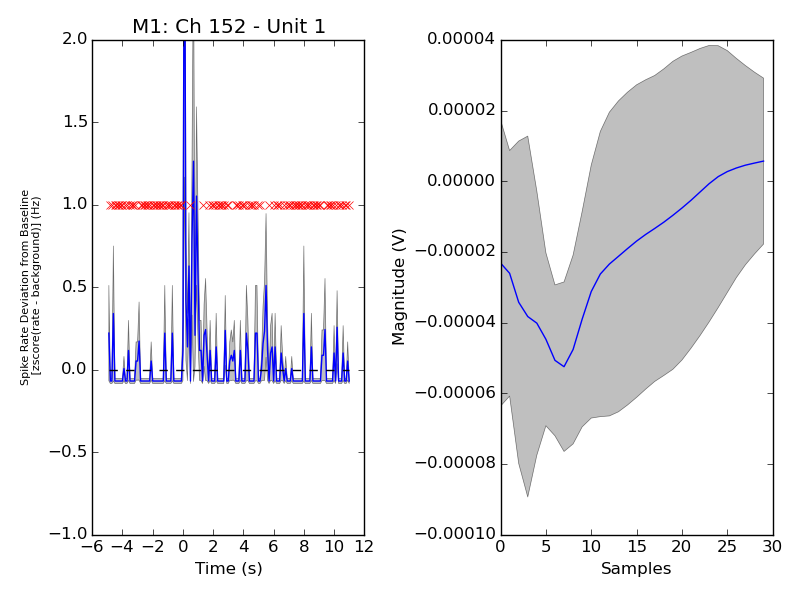 M1: Ch 152 - Unit 1
2.0
1.5
1.0
0.5
0.0
−0.5
−1.0
−6 −4 −2 0 2 4 6 8 10 12
Time (s)
Spike Rate Deviation from Baseline
[zscore(rate - background)] (Hz)
0.00004
0.00002
0.00000
−0.00002
−0.00004
−0.00006
−0.00008
−0.00010
0 5 10 15 20 25 30
Samples
Magnitude (V)